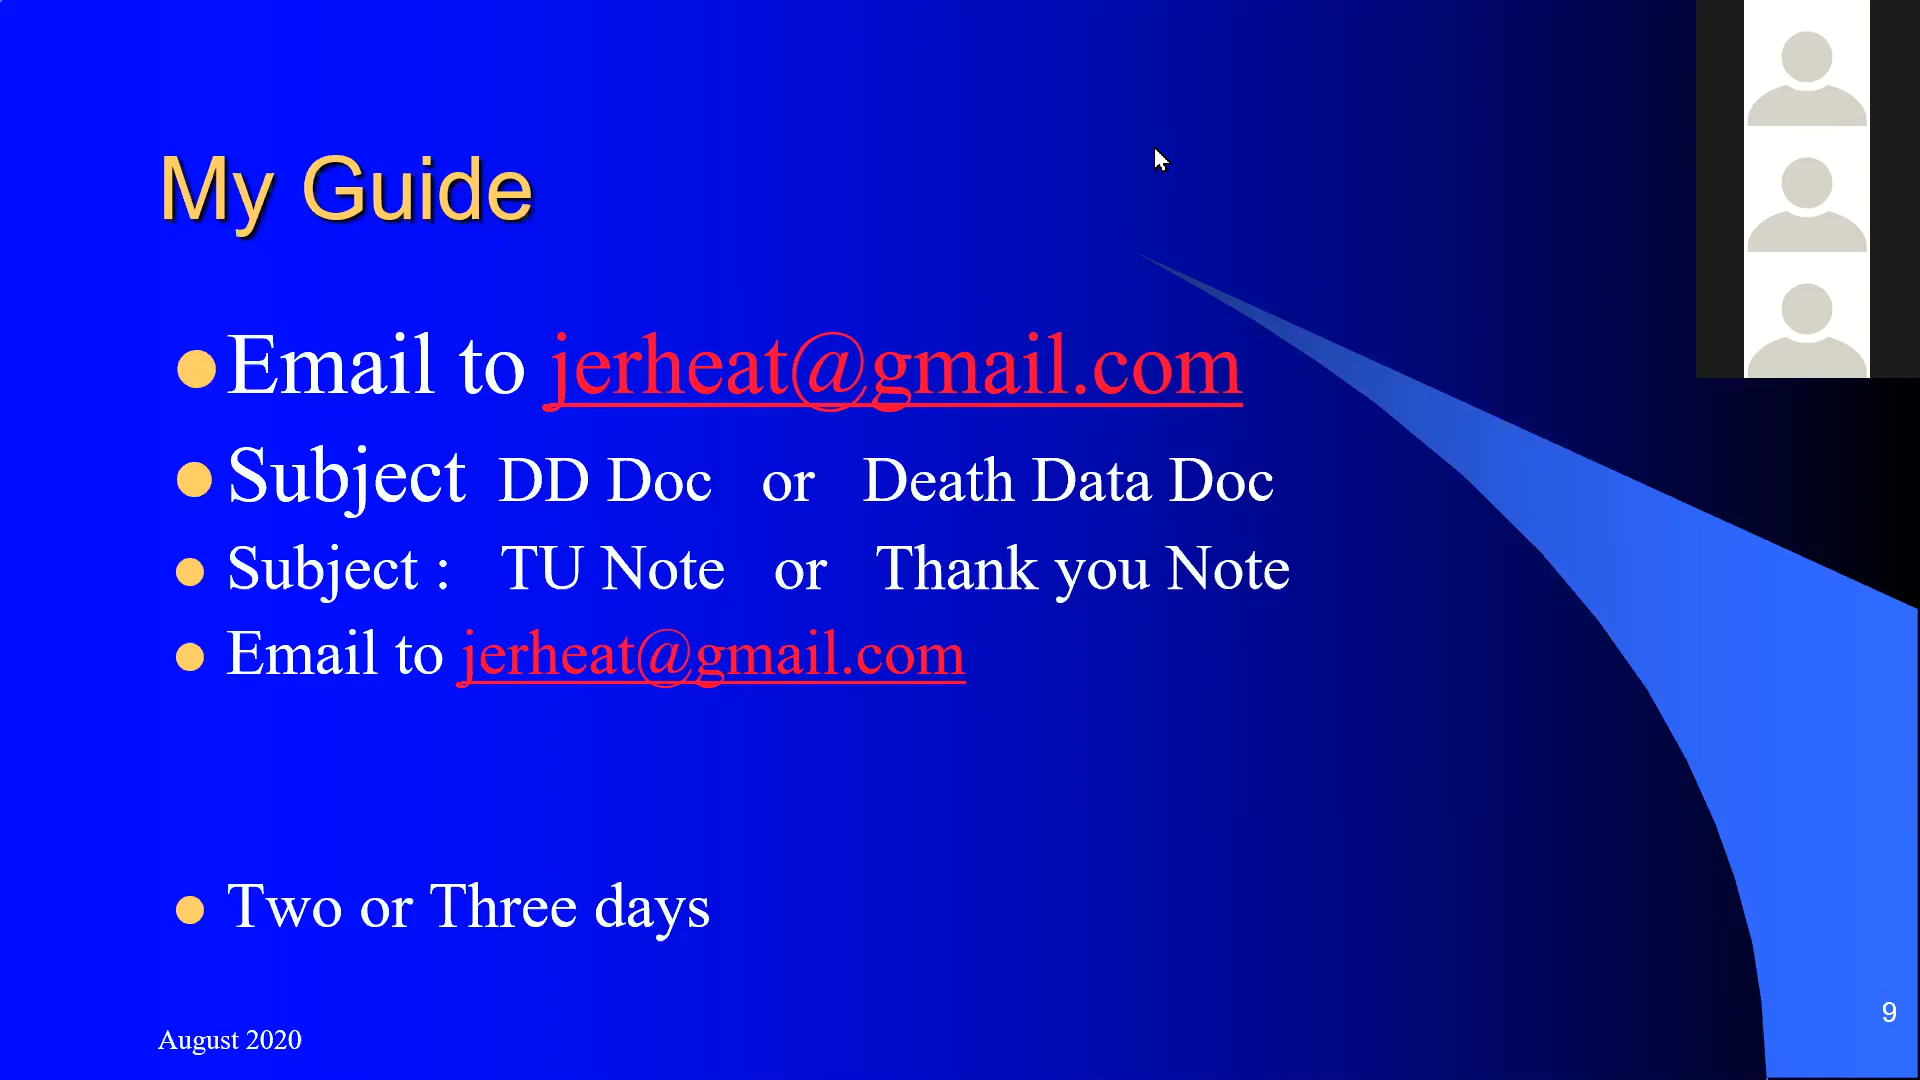 My Guide
Email to jerheat@gmail.com
Subject DD Doc or Death Data Doc
Subject : TU Note or Thank you Note
Email to jerheat@gmail.com
Two or Three days
August 2020
9